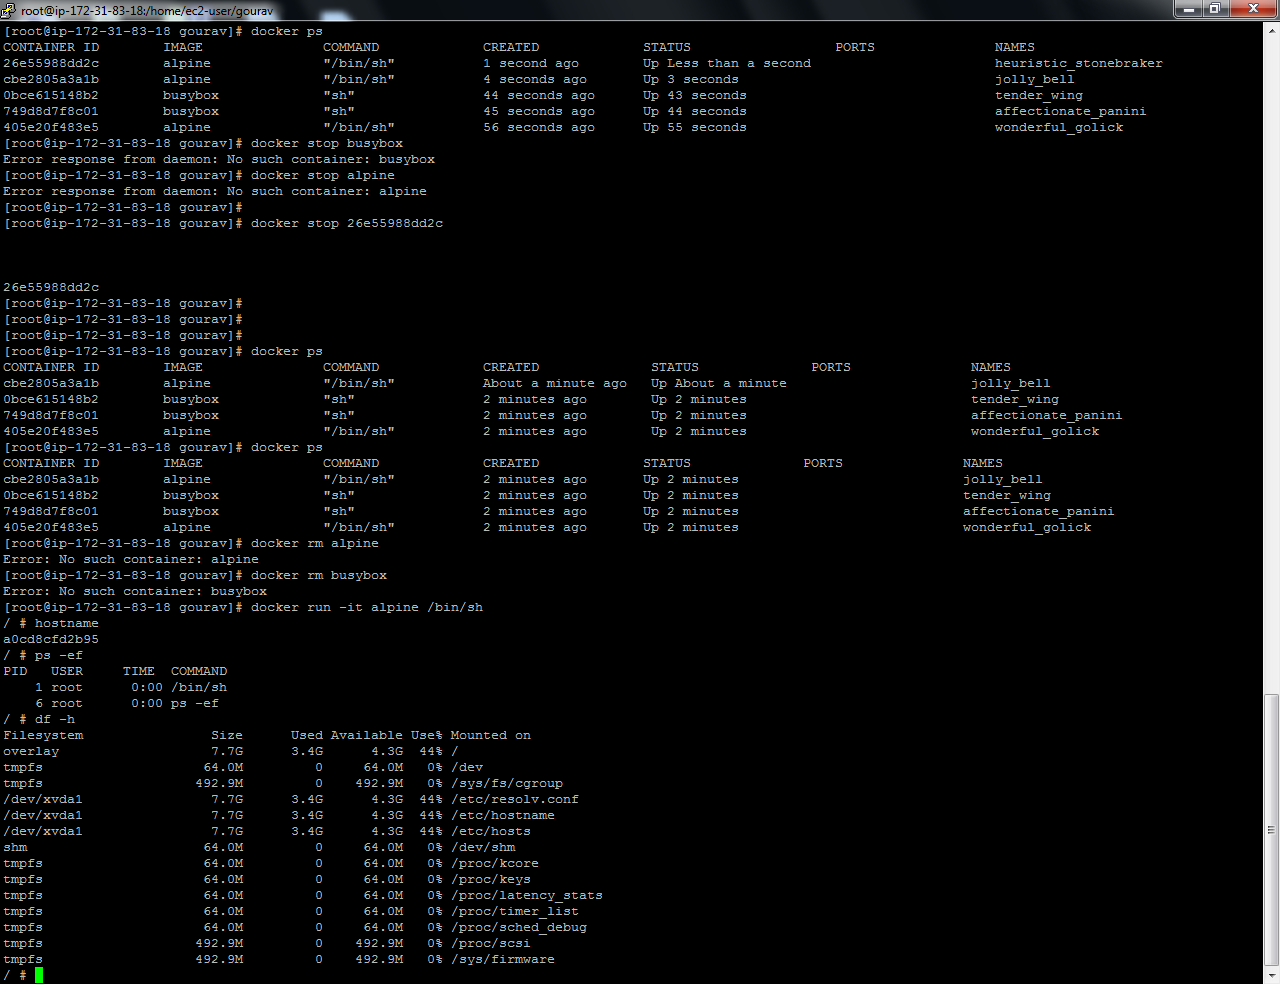 root@ip-172-31-83-18:/home/ec2-user/gourav
[root@ip-172-31-83-18 gourav]# docker ps
CONTAINER ID        IMAGE               COMMAND             CREATED             STATUS                  PORTS               NAMES
26e55988dd2c        alpine              "/bin/sh"           1 second ago        Up Less than a second                       heuristic_stonebraker
cbe2805a3a1b        alpine              "/bin/sh"           4 seconds ago       Up 3 seconds                                jolly_bell
0bce615148b2        busybox             "sh"                44 seconds ago      Up 43 seconds                               tender_wing
749d8d7f8c01        busybox             "sh"                45 seconds ago      Up 44 seconds                               affectionate_panini
405e20f483e5        alpine              "/bin/sh"           56 seconds ago      Up 55 seconds                               wonderful_golick
[root@ip-172-31-83-18 gourav]# docker stop busybox
Error response from daemon: No such container: busybox
[root@ip-172-31-83-18 gourav]# docker stop alpine
Error response from daemon: No such container: alpine
[root@ip-172-31-83-18 gourav]#
[root@ip-172-31-83-18 gourav]# docker stop 26e55988dd2c
26e55988dd2c
[root@ip-172-31-83-18 gourav]#
[root@ip-172-31-83-18 gourav]#
[root@ip-172-31-83-18 gourav]#
[root@ip-172-31-83-18 gourav]# docker ps
CONTAINER ID        IMAGE               COMMAND             CREATED              STATUS              PORTS               NAMES
cbe2805a3a1b        alpine              "/bin/sh"           About a minute ago   Up About a minute                       jolly_bell
0bce615148b2        busybox             "sh"                2 minutes ago        Up 2 minutes                            tender_wing
749d8d7f8c01        busybox             "sh"                2 minutes ago        Up 2 minutes                            affectionate_panini
405e20f483e5        alpine              "/bin/sh"           2 minutes ago        Up 2 minutes                            wonderful_golick
[root@ip-172-31-83-18 gourav]# docker ps
CONTAINER ID        IMAGE               COMMAND             CREATED             STATUS              PORTS               NAMES
cbe2805a3a1b        alpine              "/bin/sh"           2 minutes ago       Up 2 minutes                            jolly_bell
0bce615148b2        busybox             "sh"                2 minutes ago       Up 2 minutes                            tender_wing
749d8d7f8c01        busybox             "sh"                2 minutes ago       Up 2 minutes                            affectionate_panini
405e20f483e5        alpine              "/bin/sh"           2 minutes ago       Up 2 minutes                            wonderful_golick
[root@ip-172-31-83-18 gourav]# docker rm alpine
Error: No such container: alpine
[root@ip-172-31-83-18 gourav]# docker rm busybox
Error: No such container: busybox
[root@ip-172-31-83-18 gourav]# docker run -it alpine /bin/sh
/ # hostname
a0cd8cfd2b95
/ # ps -ef
PID   USER     TIME  COMMAND
    1 root      0:00 /bin/sh
    6 root      0:00 ps -ef
/ # df -h
Filesystem                Size      Used Available Use% Mounted on
overlay                   7.7G      3.4G      4.3G  44% /
tmpfs                    64.0M         0     64.0M   0% /dev
tmpfs                   492.9M         0    492.9M   0% /sys/fs/cgroup
/dev/xvda1                7.7G      3.4G      4.3G  44% /etc/resolv.conf
/dev/xvda1                7.7G      3.4G      4.3G  44% /etc/hostname
/dev/xvda1                7.7G      3.4G      4.3G  44% /etc/hosts
shm                      64.0M         0     64.0M   0% /dev/shm
tmpfs                    64.0M         0     64.0M   0% /proc/kcore
tmpfs                    64.0M         0     64.0M   0% /proc/keys
tmpfs                    64.0M         0     64.0M   0% /proc/latency_stats
tmpfs                    64.0M         0     64.0M   0% /proc/timer_list
tmpfs                    64.0M         0     64.0M   0% /proc/sched_debug
tmpfs                   492.9M         0    492.9M   0% /proc/scsi
tmpfs                   492.9M         0    492.9M   0% /sys/firmware
/ #